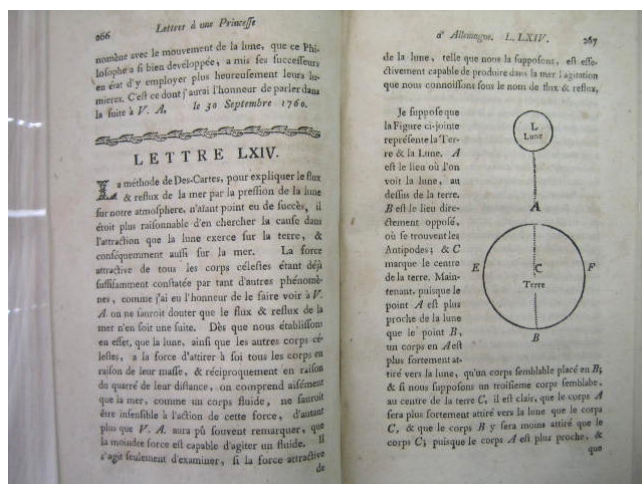 266
Lettres à une Princesse
nomène avec le mouvement de la lune, que ce Phi-
losophe a si bien developpée, a mis ses successeurs
en état d'y employer plus heureusement leurs lu-
mieres. C'est ce dont j'aurai l'honneur de parler dans
la suite à V. A.
le 30 Septembre 1760.
LETTRE LXIV.
La méthode de Des-Cartes, pour expliquer le flux
& reflux de la mer par la pression de la lune
sur notre atmosphere, n'aiant point eu de succès, il
étoit plus raisonnable d'en chercher la cause dans
l'attraction que la lune exerce sur la terre, &
conséquemment aussi sur la mer. La force
attractive de tous les corps célestes étant déjà
suffisamment constatée par tant d'autres phénomè-
nes, comme j'ai eu l'honneur de le faire voir à V.
A. on ne sauroit douter que le flux & reflux de la
mer n'en soit une suite. Dès que nous établissons
en effet, que la lune, ainsi que les autres corps cé-
lestes, a la force d'attirer à soi tous les corps en
raison de leur masse, & réciproquement en raison
du quarré de leur distance, on comprend aisément
que la mer, comme un corps fluide, ne sauroit
être insensible à l'action de cette force, d'autant
plus que V. A. aura pû souvent remarquer, que
la moindre force est capable d'agiter un fluide. Il
s'agit seulement d'examiner, si la force attractive
de
d'Allemagne. L. LXIV.
267
de la lune, telle que nous la supposons, est effe-
ctivement capable de produire dans la mer l'agitation
que nous connoissons sous le nom de flux & reflux.
Je suppose que
la Figure ci-jointe
représente la Ter-
re & la Lune. A
est le lieu où l'on
voit la lune, au
dessus de la terre.
B est le lieu dire-
ctement opposé,
où se trouvent les
Antipodes; & C
marque le centre
de la terre. Main-
tenant, puisque le
point A est plus
proche de la lune
que le point B,
un corps en A est
plus fortement at-
L
Lune
A
E
C
F
Terre
B
tiré vers la lune, qu'un corps semblable placé en B;
& si nous supposons un troisieme corps semblable,
au centre de la terre C, il est clair, que le corps A
sera plus fortement attiré vers la lune que le corps
C, & que le corps B y sera moins attiré que le
corps C; puisque le corps A est plus proche, &
que